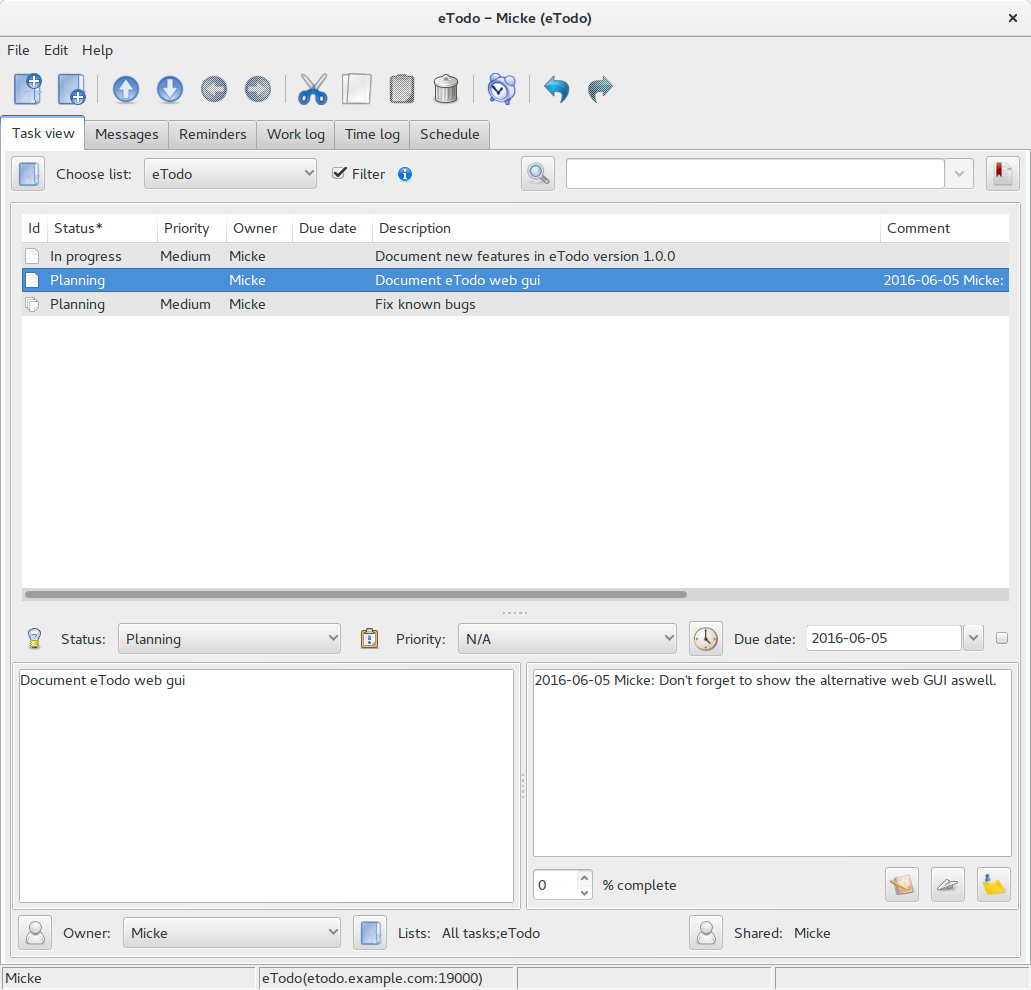 eTodo – Micke (eTodo)
File Edit Help
Task view Messages Reminders Work log Time log Schedule
Choose list: eTodo Filter
Id Status* Priority Owner Due date Description Comment
In progress Medium Micke Document new features in eTodo version 1.0.0
Planning Micke Document eTodo web gui 2016-06-05 Micke:
Planning Medium Micke Fix known bugs
Status: Planning Priority: N/A Due date: 2016-06-05
Document eTodo web gui
2016-06-05 Micke: Don't forget to show the alternative web GUI aswell.
0 % complete
Owner: Micke Lists: All tasks;eTodo Shared: Micke
Micke eTodo(etodo.example.com:19000)